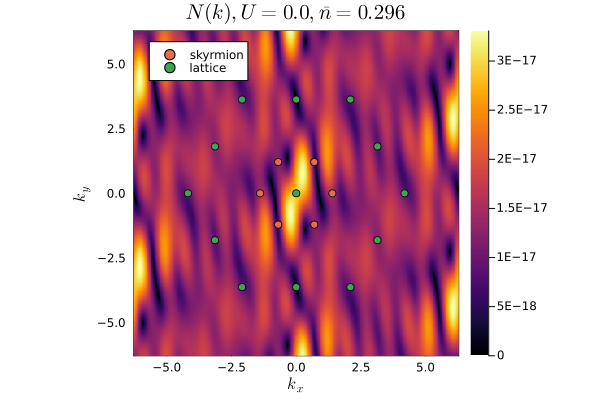 N(k), U = 0.0, n̄ = 0.296
skyrmion
lattice
5.0
2.5
0.0
−2.5
−5.0
k_y
−5.0 −2.5 0.0 2.5 5.0
k_x
3E−17
2.5E−17
2E−17
1.5E−17
1E−17
5E−18
0